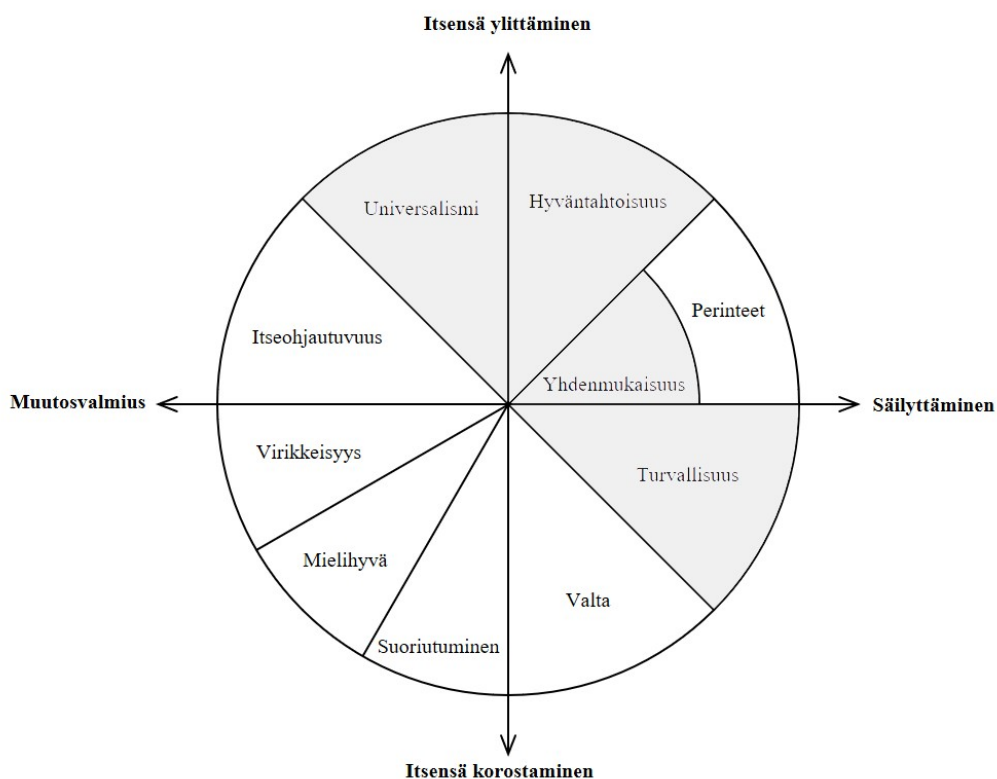 Itsensä ylittäminen
Universalismi
Hyväntahtoisuus
Perinteet
Itseohjautuvuus
Yhdenmukaisuus
Muutosvalmius
Säilyttäminen
Virikkeisyys
Turvallisuus
Mielihyvä
Valta
Suoriutuminen
Itsensä korostaminen